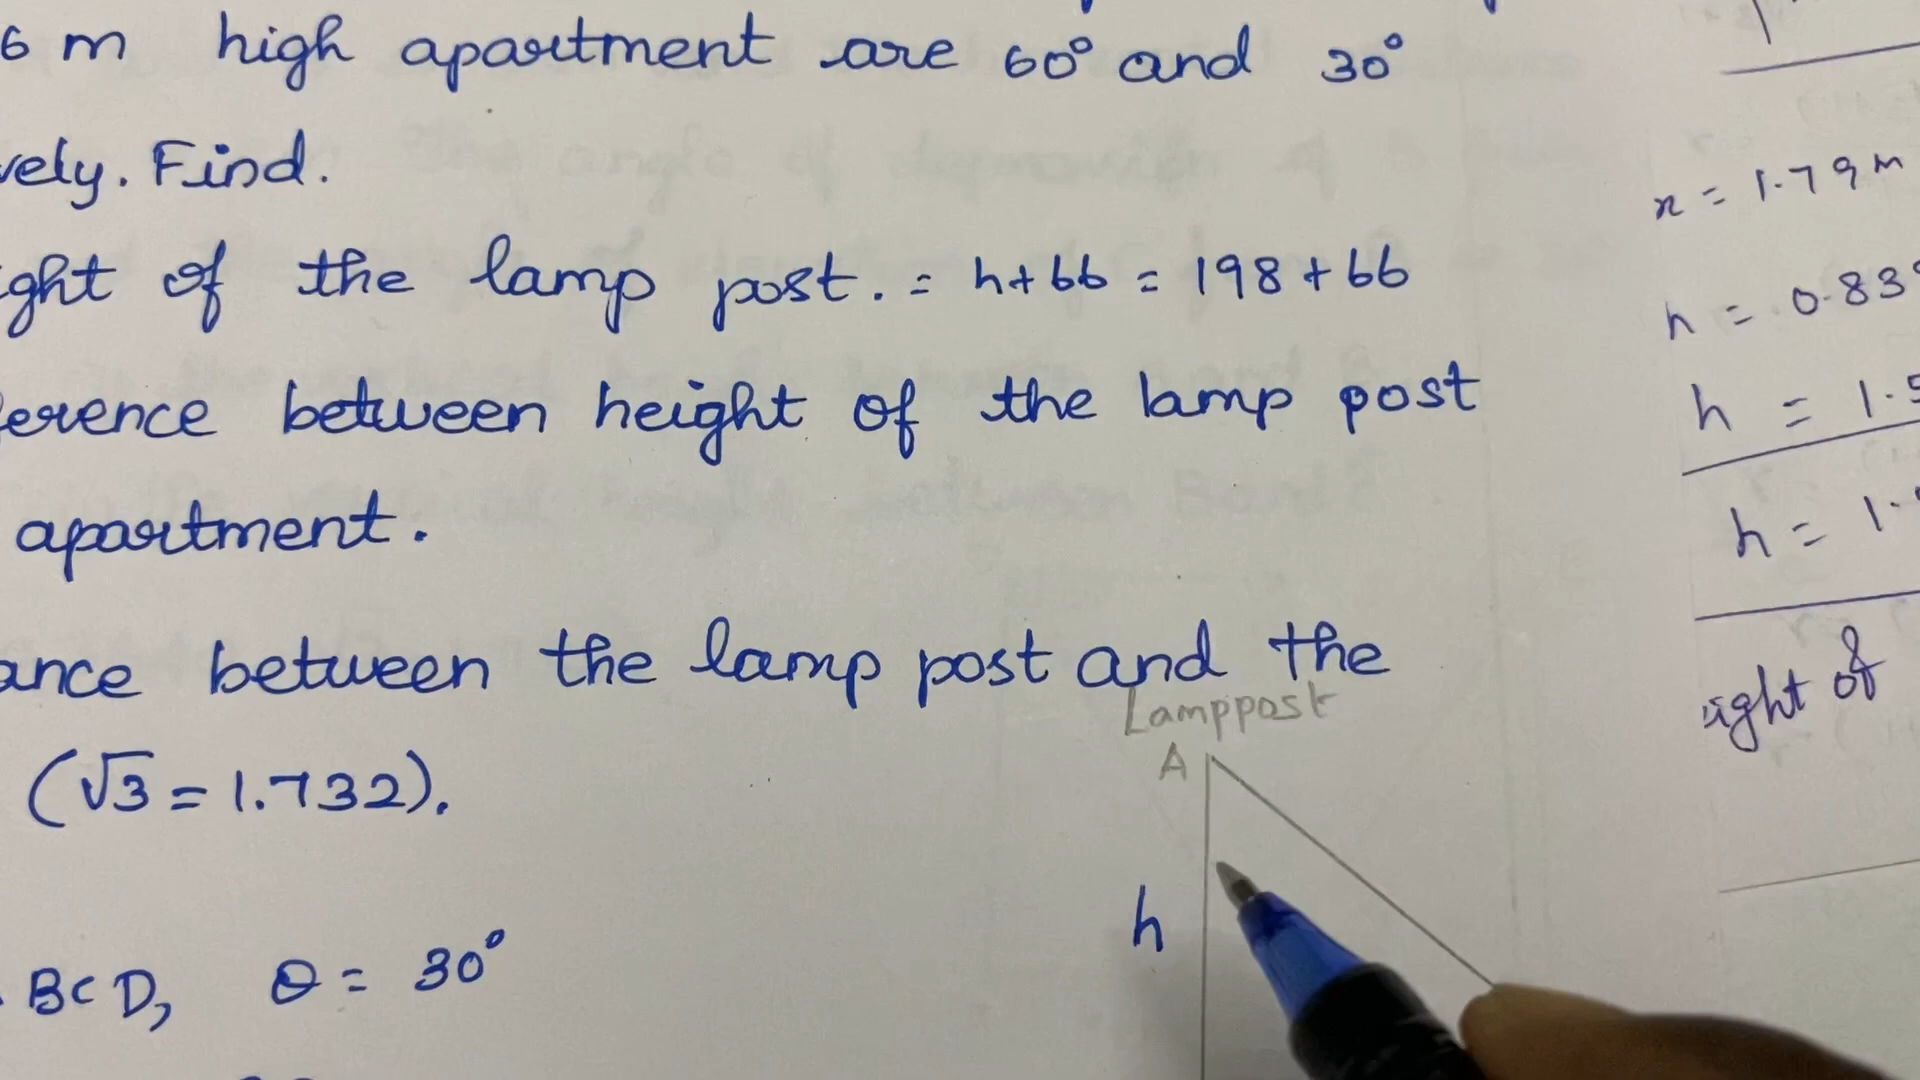 6 m high apartment are 60° and 30°
vely. Find.
ght of the lamp post. = h+66 = 198+66
erence between height of the lamp post
apartment.
ance between the lamp post and the
(√3 = 1.732).
Lamppost
A
h
BCD, θ = 30°
x = 1.79m
h = 0.839
h = 1.5
h = 1.
ight of